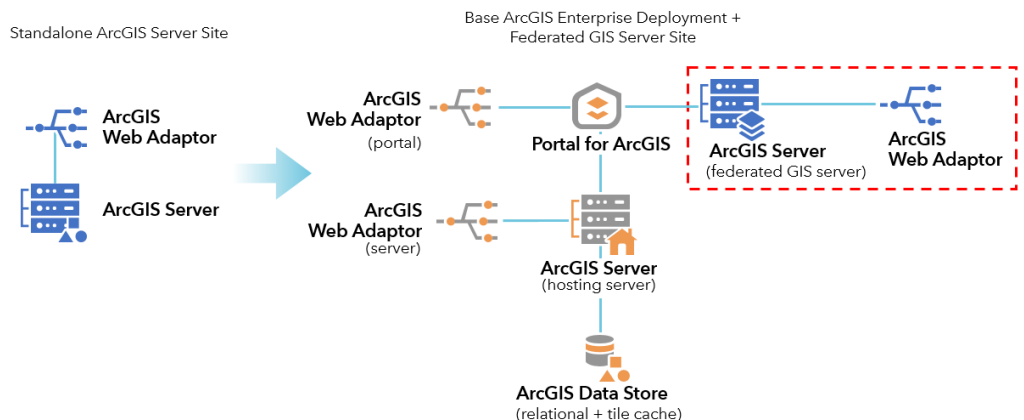 Standalone ArcGIS Server Site
ArcGIS
Web Adaptor
ArcGIS Server
Base ArcGIS Enterprise Deployment +
Federated GIS Server Site
ArcGIS
Web Adaptor
(portal)
Portal for ArcGIS
ArcGIS Server
(federated GIS server)
ArcGIS
Web Adaptor
ArcGIS
Web Adaptor
(server)
ArcGIS Server
(hosting server)
ArcGIS Data Store
(relational + tile cache)